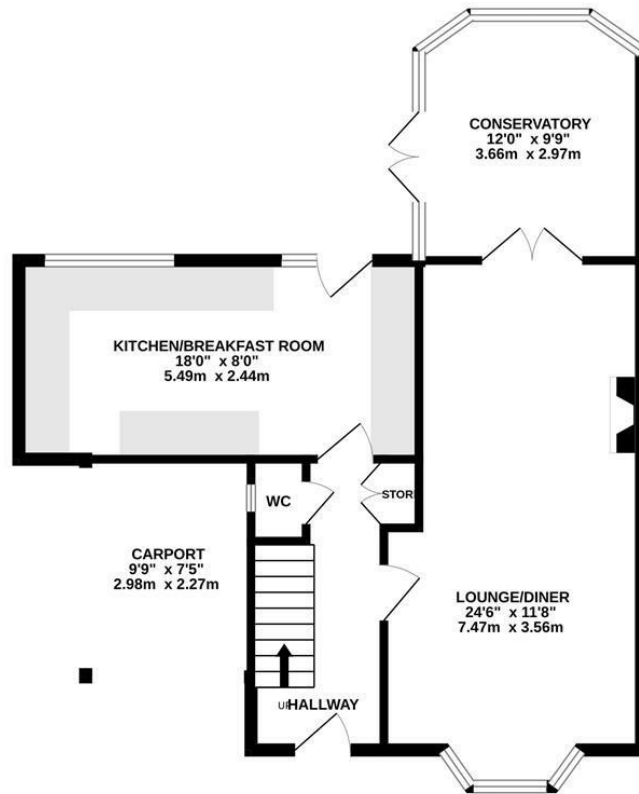 CONSERVATORY
12'0" x 9'9"
3.66m x 2.97m
KITCHEN/BREAKFAST ROOM
18'0" x 8'0"
5.49m x 2.44m
WC
STOR
CARPORT
9'9" x 7'5"
2.98m x 2.27m
LOUNGE/DINER
24'6" x 11'8"
7.47m x 3.56m
UP
HALLWAY